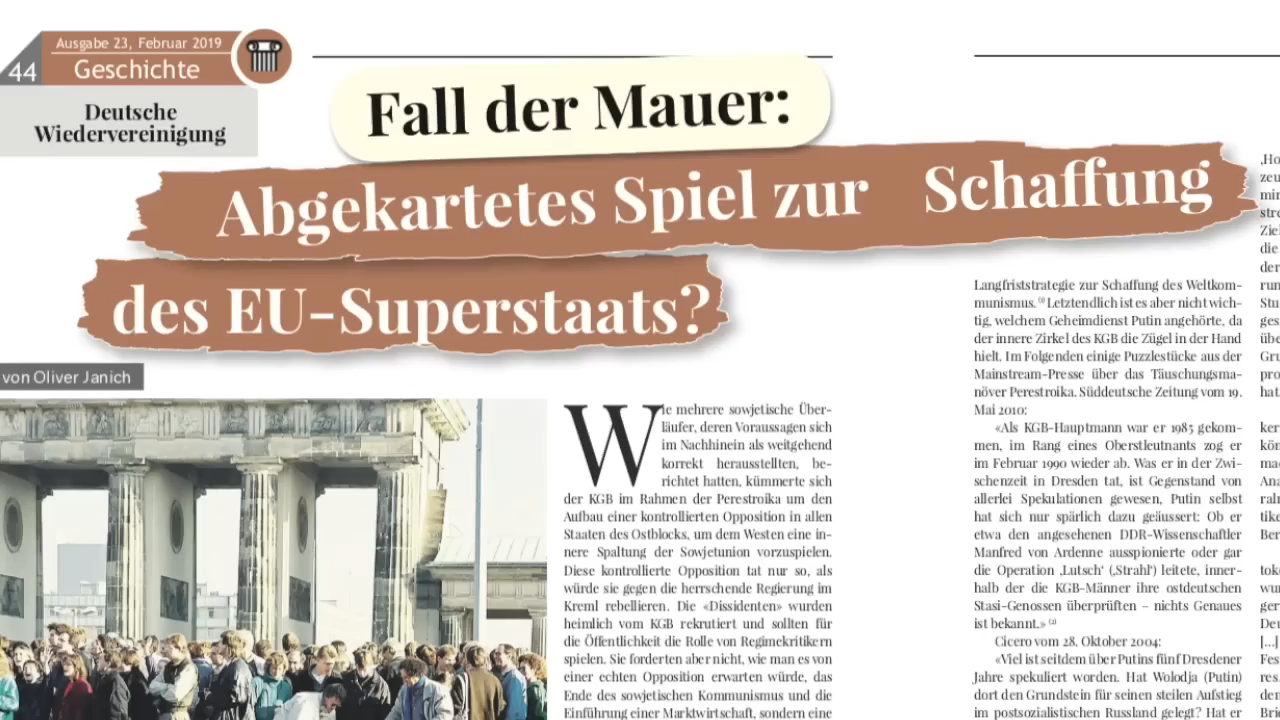 Ausgabe 23, Februar 2019
44
Geschichte
Deutsche
Wiedervereinigung
Fall der Mauer:
Abgekartetes Spiel zur Schaffung
des EU-Superstaats?
von Oliver Janich
Wie mehrere sowjetische Über-
läufer, deren Voraussagen sich
im Nachhinein als weitgehend
korrekt herausstellten, be-
richtet hatten, kümmerte sich
der KGB im Rahmen der Perestroika um den
Aufbau einer kontrollierten Opposition in allen
Staaten des Ostblocks, um dem Westen eine in-
nere Spaltung der Sowjetunion vorzuspielen.
Diese kontrollierte Opposition tat nur so, als
würde sie gegen die herrschende Regierung im
Kreml rebellieren. Die «Dissidenten» wurden
heimlich vom KGB rekrutiert und sollten für
die Öffentlichkeit die Rolle von Regimekritikern
spielen. Sie forderten aber nicht, wie man es von
einer echten Opposition erwarten würde, das
Ende des sowjetischen Kommunismus und die
Einführung einer Marktwirtschaft, sondern eine
Langfriststrategie zur Schaffung des Weltkom-
munismus. (1) Letztendlich ist es aber nicht wich-
tig, welchem Geheimdienst Putin angehörte, da
der innere Zirkel des KGB die Zügel in der Hand
hielt. Im Folgenden einige Puzzlestücke aus der
Mainstream-Presse über das Täuschungsma-
növer Perestroika. Süddeutsche Zeitung vom 19.
Mai 2010:
«Als KGB-Hauptmann war er 1985 gekom-
men, im Rang eines Oberstleutnants zog er
im Februar 1990 wieder ab. Was er in der Zwi-
schenzeit in Dresden tat, ist Gegenstand von
allerlei Spekulationen gewesen, Putin selbst
hat sich nur spärlich dazu geäussert: Ob er
etwa den angesehenen DDR-Wissenschaftler
Manfred von Ardenne ausspionierte oder gar
die Operation ‚Lutsch' (‚Strahl') leitete, inner-
halb der die KGB-Männer ihre ostdeutschen
Stasi-Genossen überprüften – nichts Genaues
ist bekannt.» (2)
Cicero vom 28. Oktober 2004:
«Viel ist seitdem über Putins fünf Dresdener
Jahre spekuliert worden. Hat Wolodja (Putin)
dort den Grundstein für seinen steilen Aufstieg
im postsozialistischen Russland gelegt? Hat er